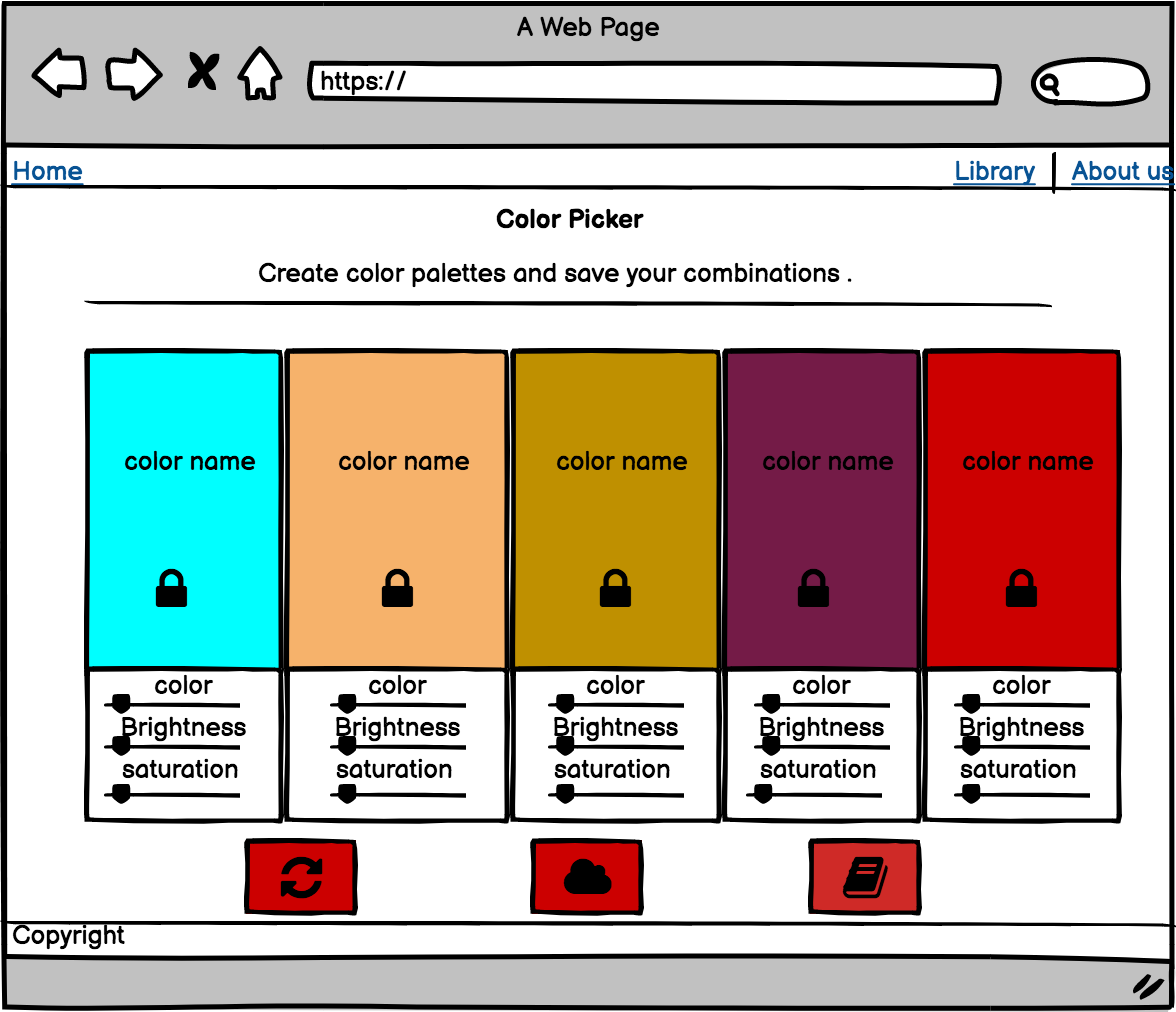 A Web Page
https://
Home Library About us
Color Picker
Create color palettes and save your combinations .
color name color name color name color name color name
color color color color color
Brightness Brightness Brightness Brightness Brightness
saturation saturation saturation saturation saturation
Copyright